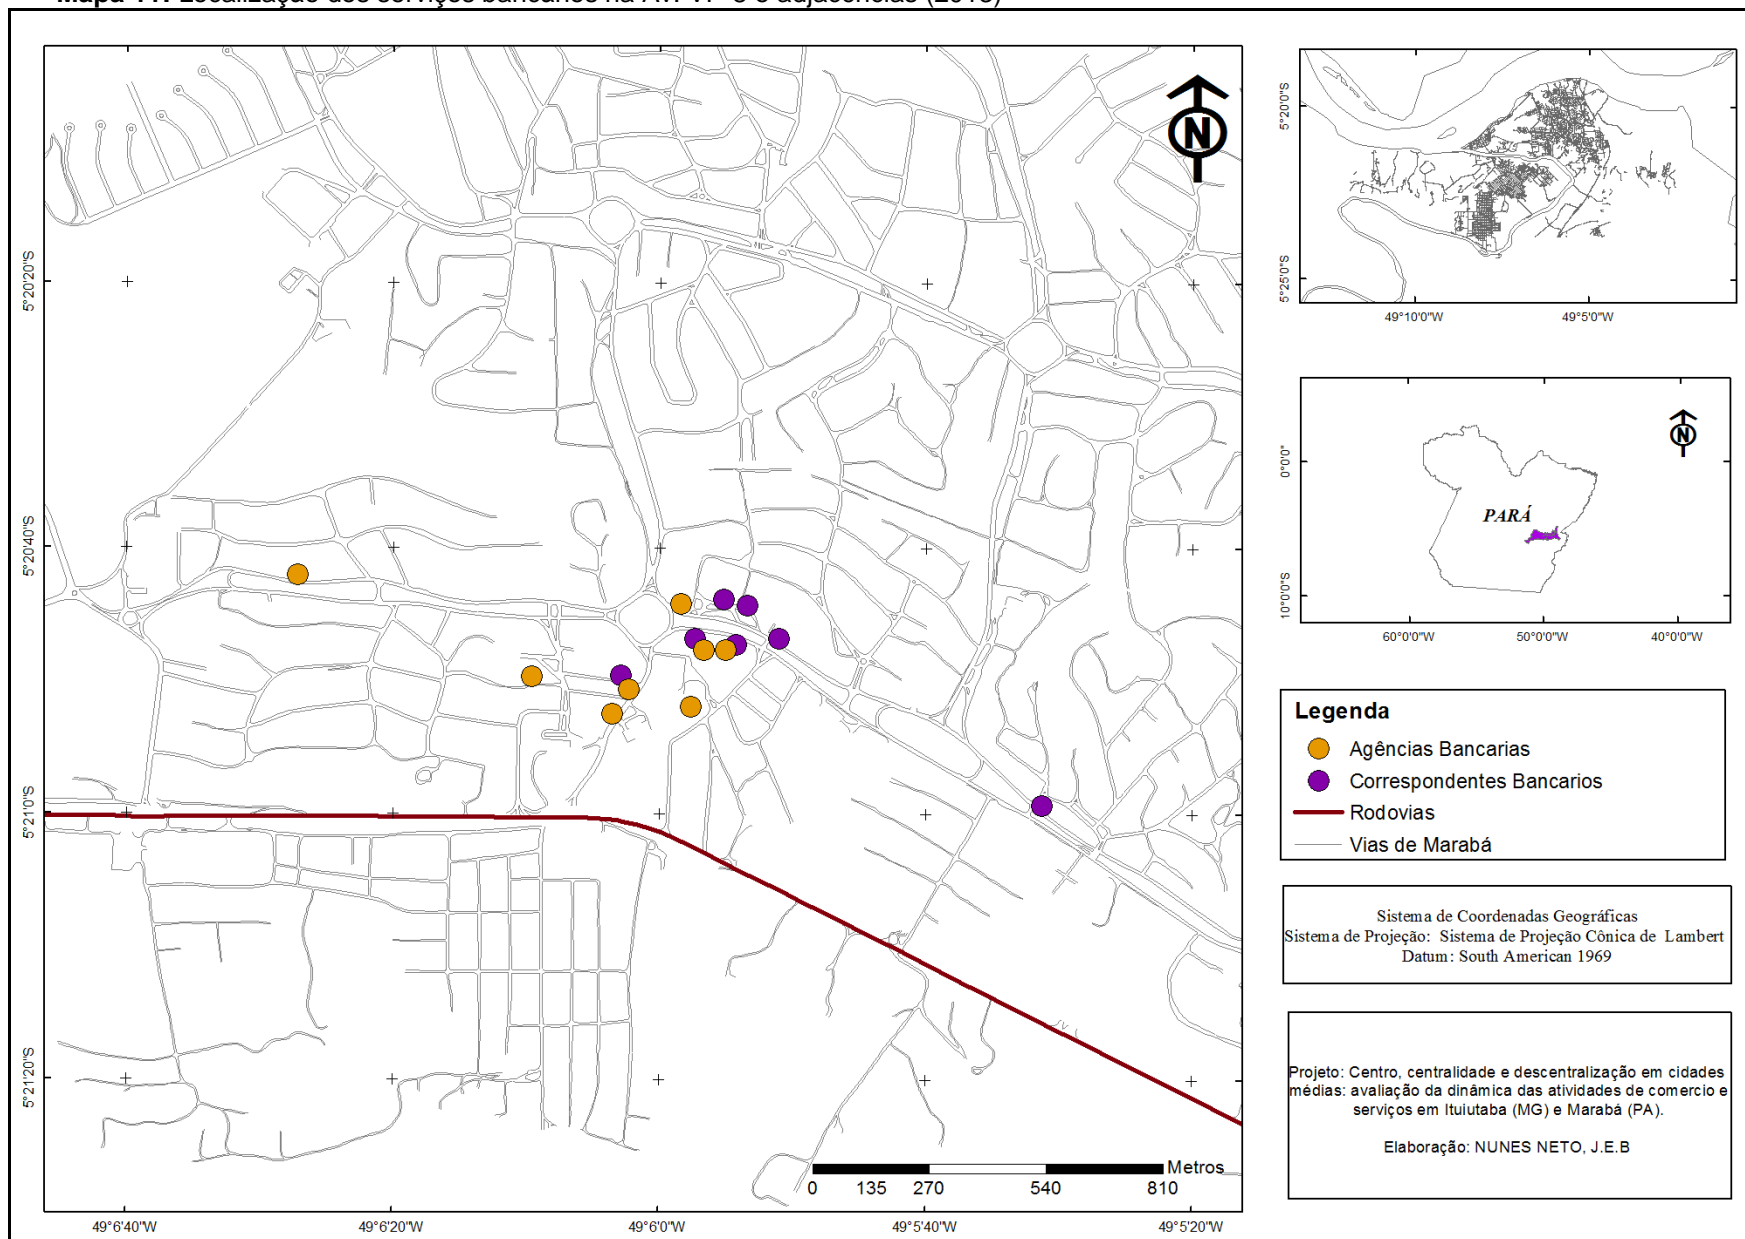 N
5°20'20"S
5°20'40"S
5°21'0"S
5°21'20"S
49°6'40"W
49°6'20"W
49°6'0"W
49°5'40"W
49°5'20"W
Metros
0 135 270 540 810
5°20'0"S
5°25'0"S
49°10'0"W
49°5'0"W
N
PARÁ
0°0'0"
10°0'0"S
60°0'0"W
50°0'0"W
40°0'0"W
Legenda
Agências Bancarias
Correspondentes Bancarios
Rodovias
Vias de Marabá
Sistema de Coordenadas Geográficas
Sistema de Projeção: Sistema de Projeção Cônica de Lambert
Datum: South American 1969
Projeto: Centro, centralidade e descentralização em cidades
médias: avaliação da dinâmica das atividades de comercio e
serviços em Ituiutaba (MG) e Marabá (PA).
Elaboração: NUNES NETO, J.E.B